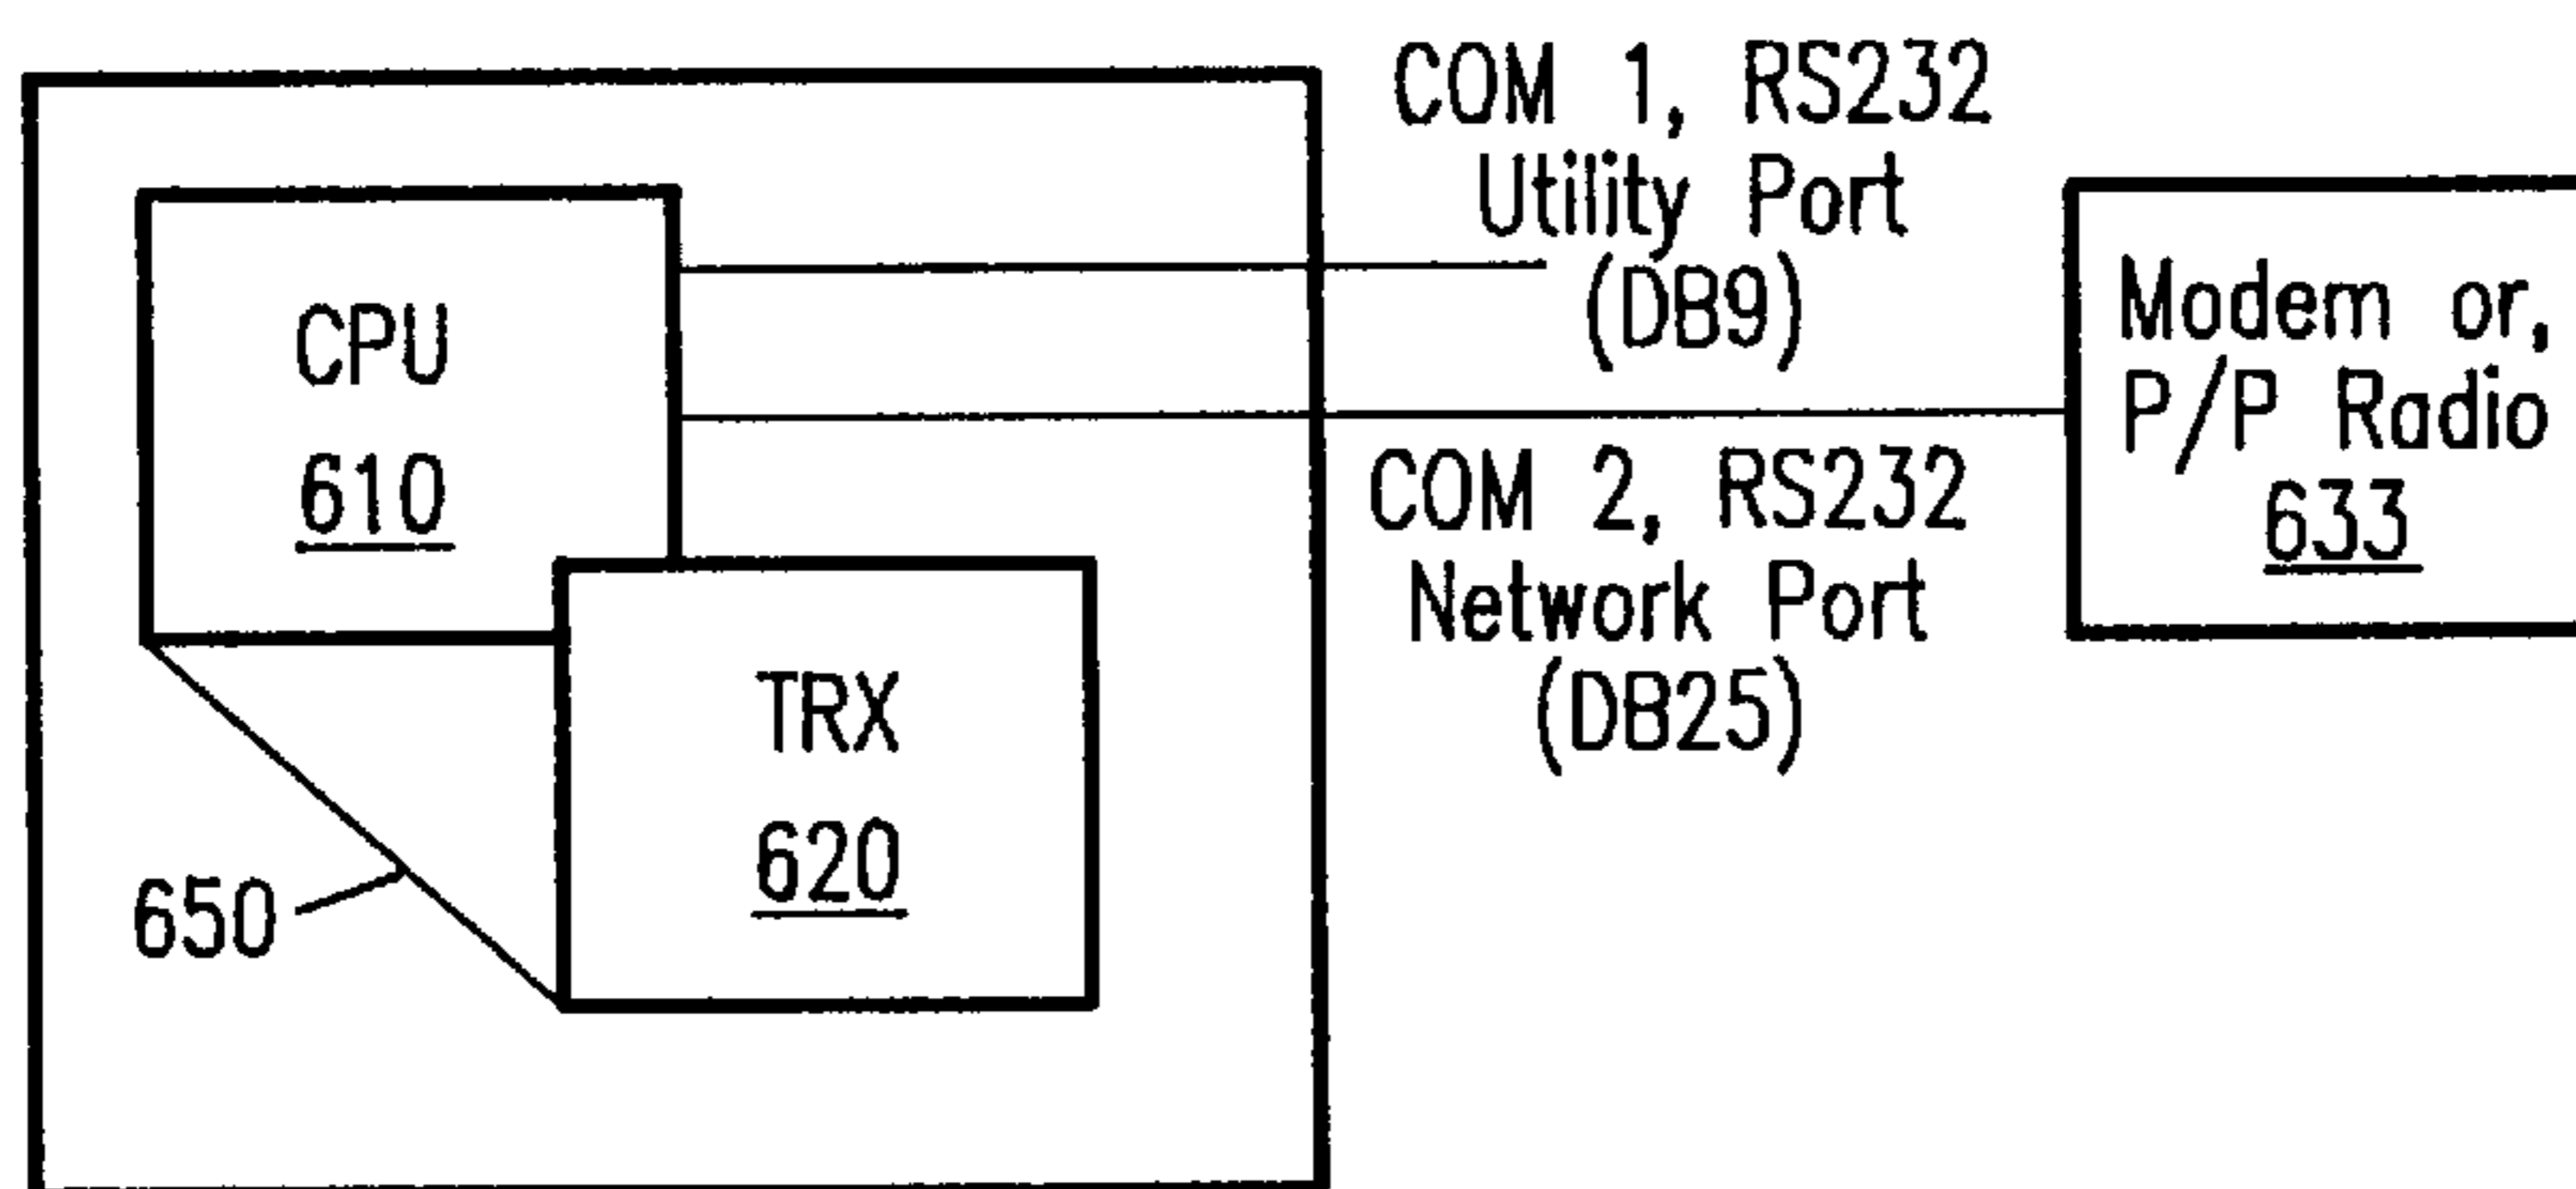 COM 1, RS232
Utility Port
(DB9)
CPU
610
Modem or,
P/P Radio
633
COM 2, RS232
Network Port
(DB25)
TRX
620
650